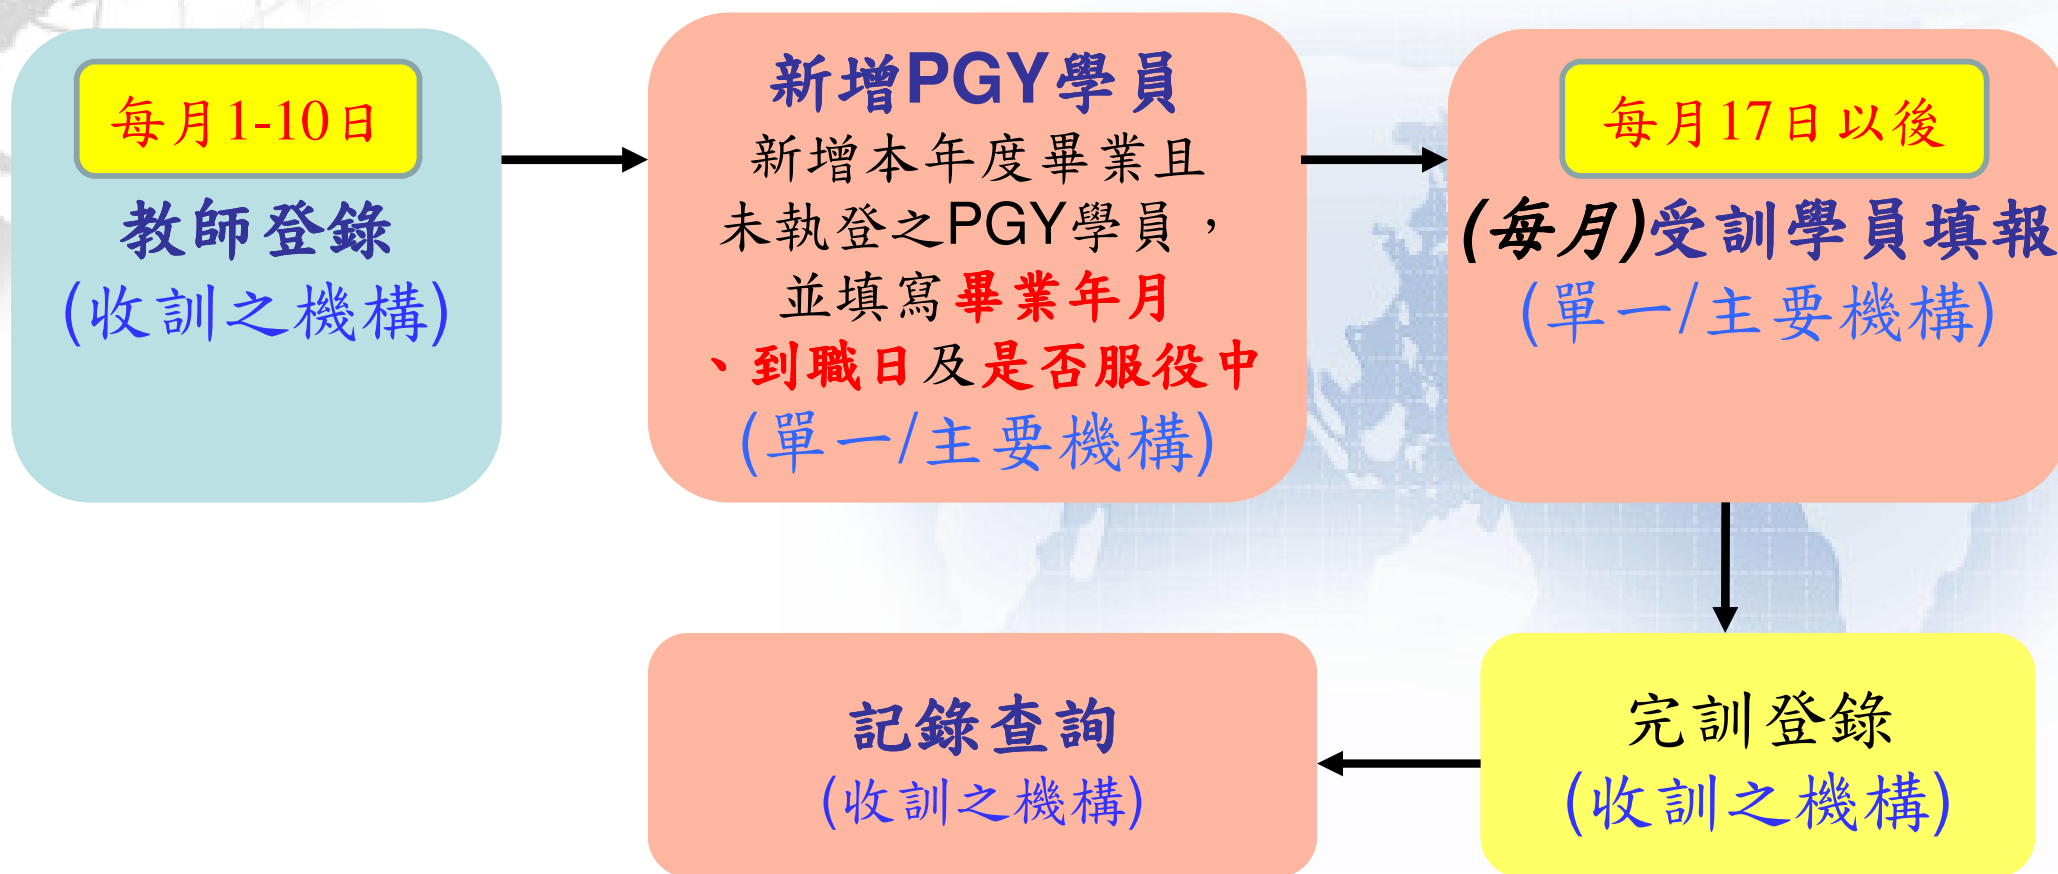 每月1-10日
教師登錄
(收訓之機構)
新增PGY學員
新增本年度畢業且
未執登之PGY學員，
並填寫畢業年月
、到職日及是否服役中
(單一/主要機構)
每月17日以後
(每月)受訓學員填報
(單一/主要機構)
完訓登錄
(收訓之機構)
記錄查詢
(收訓之機構)